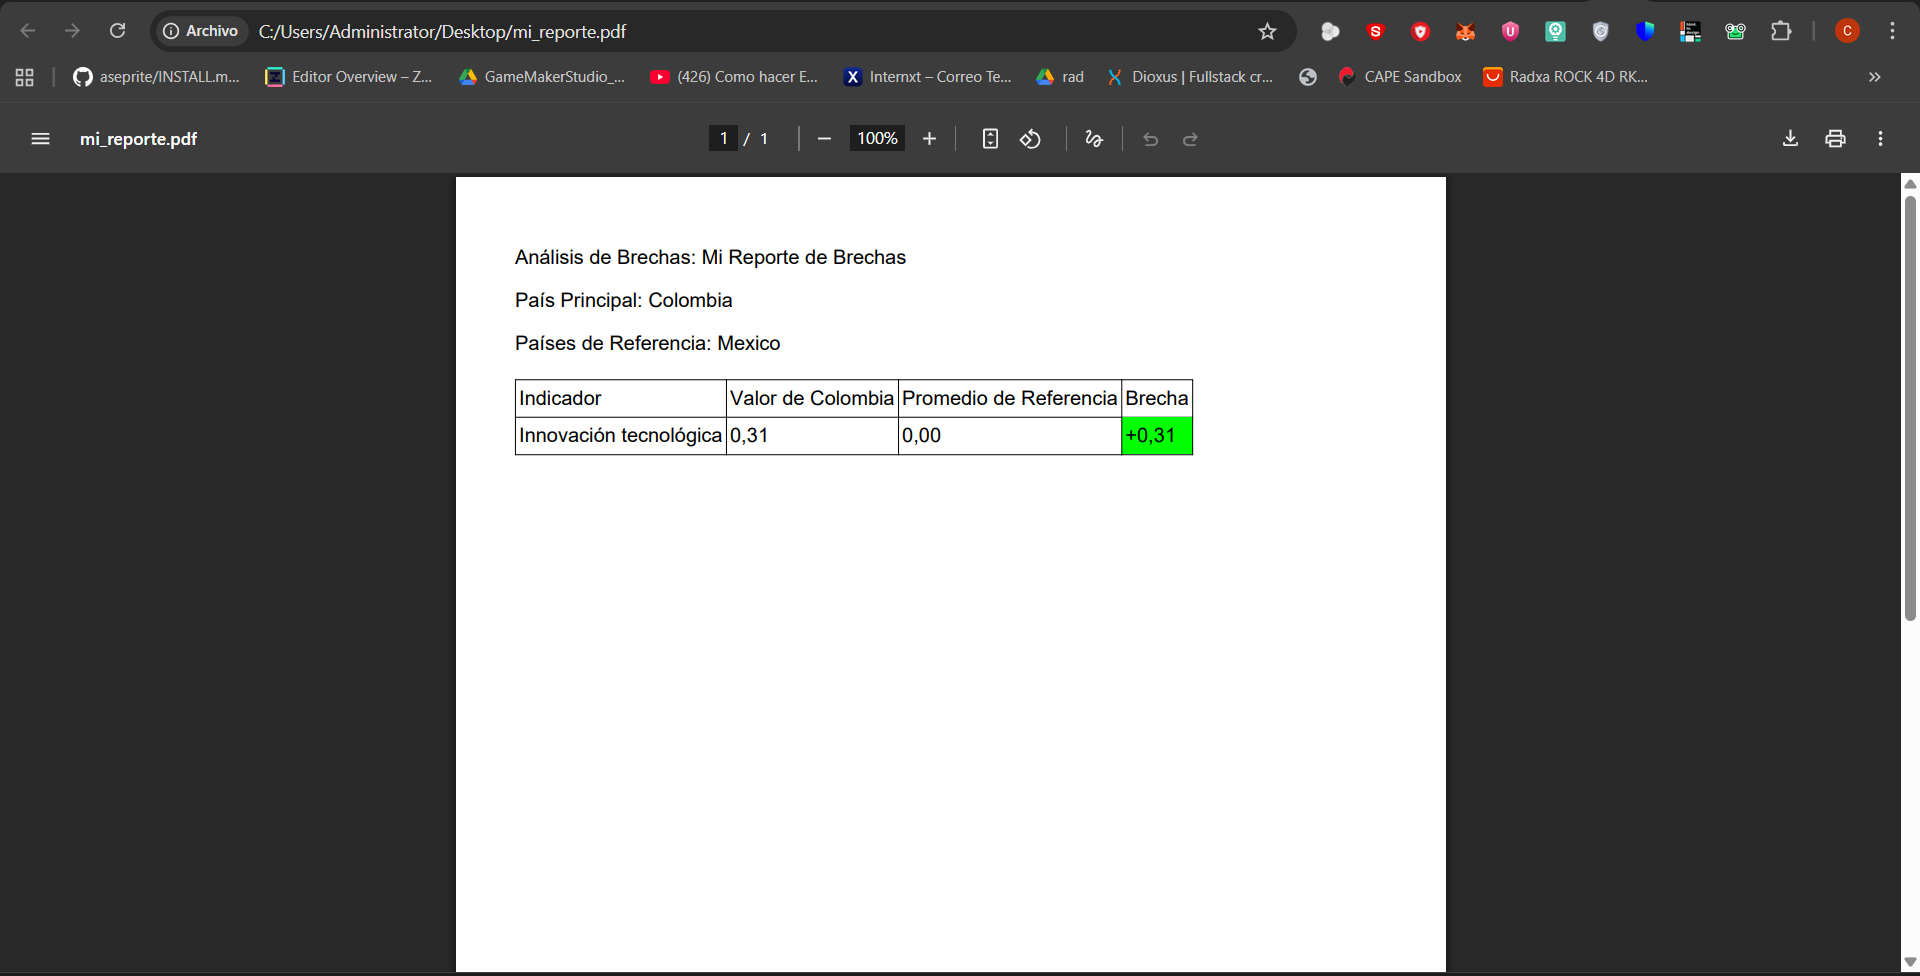 Archivo C:/Users/Administrator/Desktop/mi_reporte.pdf
aseprite/INSTALL.m... Editor Overview – Z... GameMakerStudio_... (426) Como hacer E... Internxt – Correo Te... rad Dioxus | Fullstack cr... CAPE Sandbox Radxa ROCK 4D RK...
mi_reporte.pdf 1 / 1 100%
Análisis de Brechas: Mi Reporte de Brechas
País Principal: Colombia
Países de Referencia: Mexico
Indicador Valor de Colombia Promedio de Referencia Brecha
Innovación tecnológica 0,31 0,00 +0,31